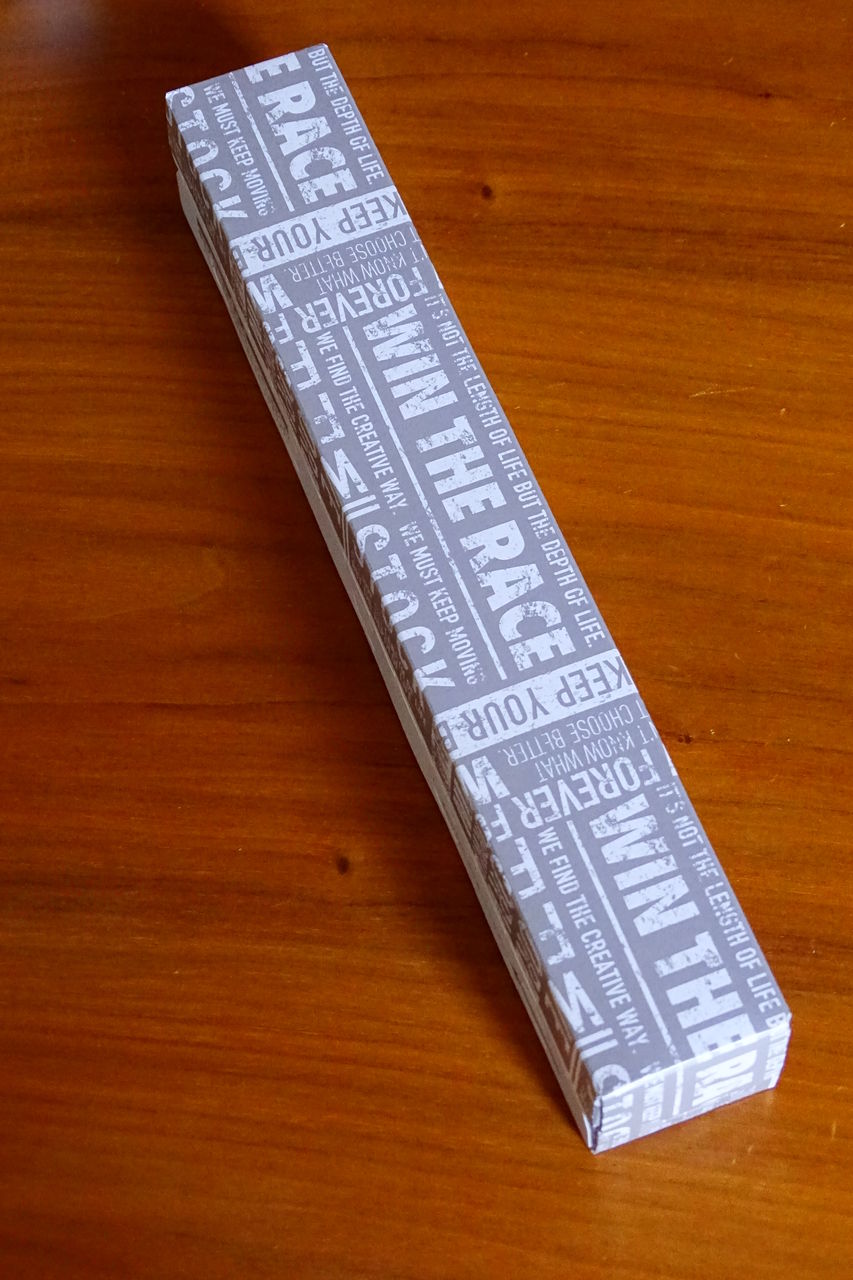 BUT THE DEPTH OF LIFE.
E RACE
WE MUST KEEP MOVING
STOCK
KEEP YOUR
'T KNOW WHAT
T CHOOSE BETTER.
FOREVER
IT'S NOT THE LENGTH OF LIFE BUT THE DEPTH OF LIFE.
WIN THE RACE
WE FIND THE CREATIVE WAY. WE MUST KEEP MOVING
STOCK
KEEP YOUR
'T KNOW WHAT
T CHOOSE BETTER.
FOREVER
IT'S NOT THE LENGTH OF LIFE B
WIN THE RA
WE FIND THE CREATIVE WAY.